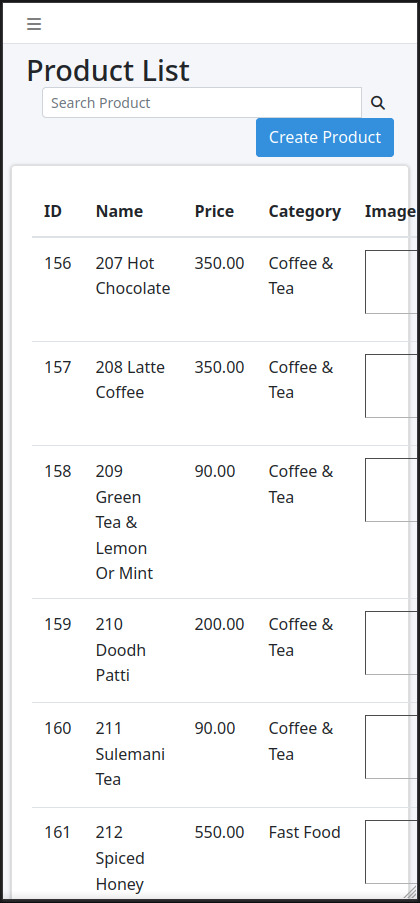 Product List
Search Product
Create Product
ID Name Price Category Image
156 207 Hot 350.00 Coffee &
Chocolate Tea
157 208 Latte 350.00 Coffee &
Coffee Tea
158 209 90.00 Coffee &
Green Tea
Tea &
Lemon
Or Mint
159 210 200.00 Coffee &
Doodh Tea
Patti
160 211 90.00 Coffee &
Sulemani Tea
Tea
161 212 550.00 Fast Food
Spiced
Honey